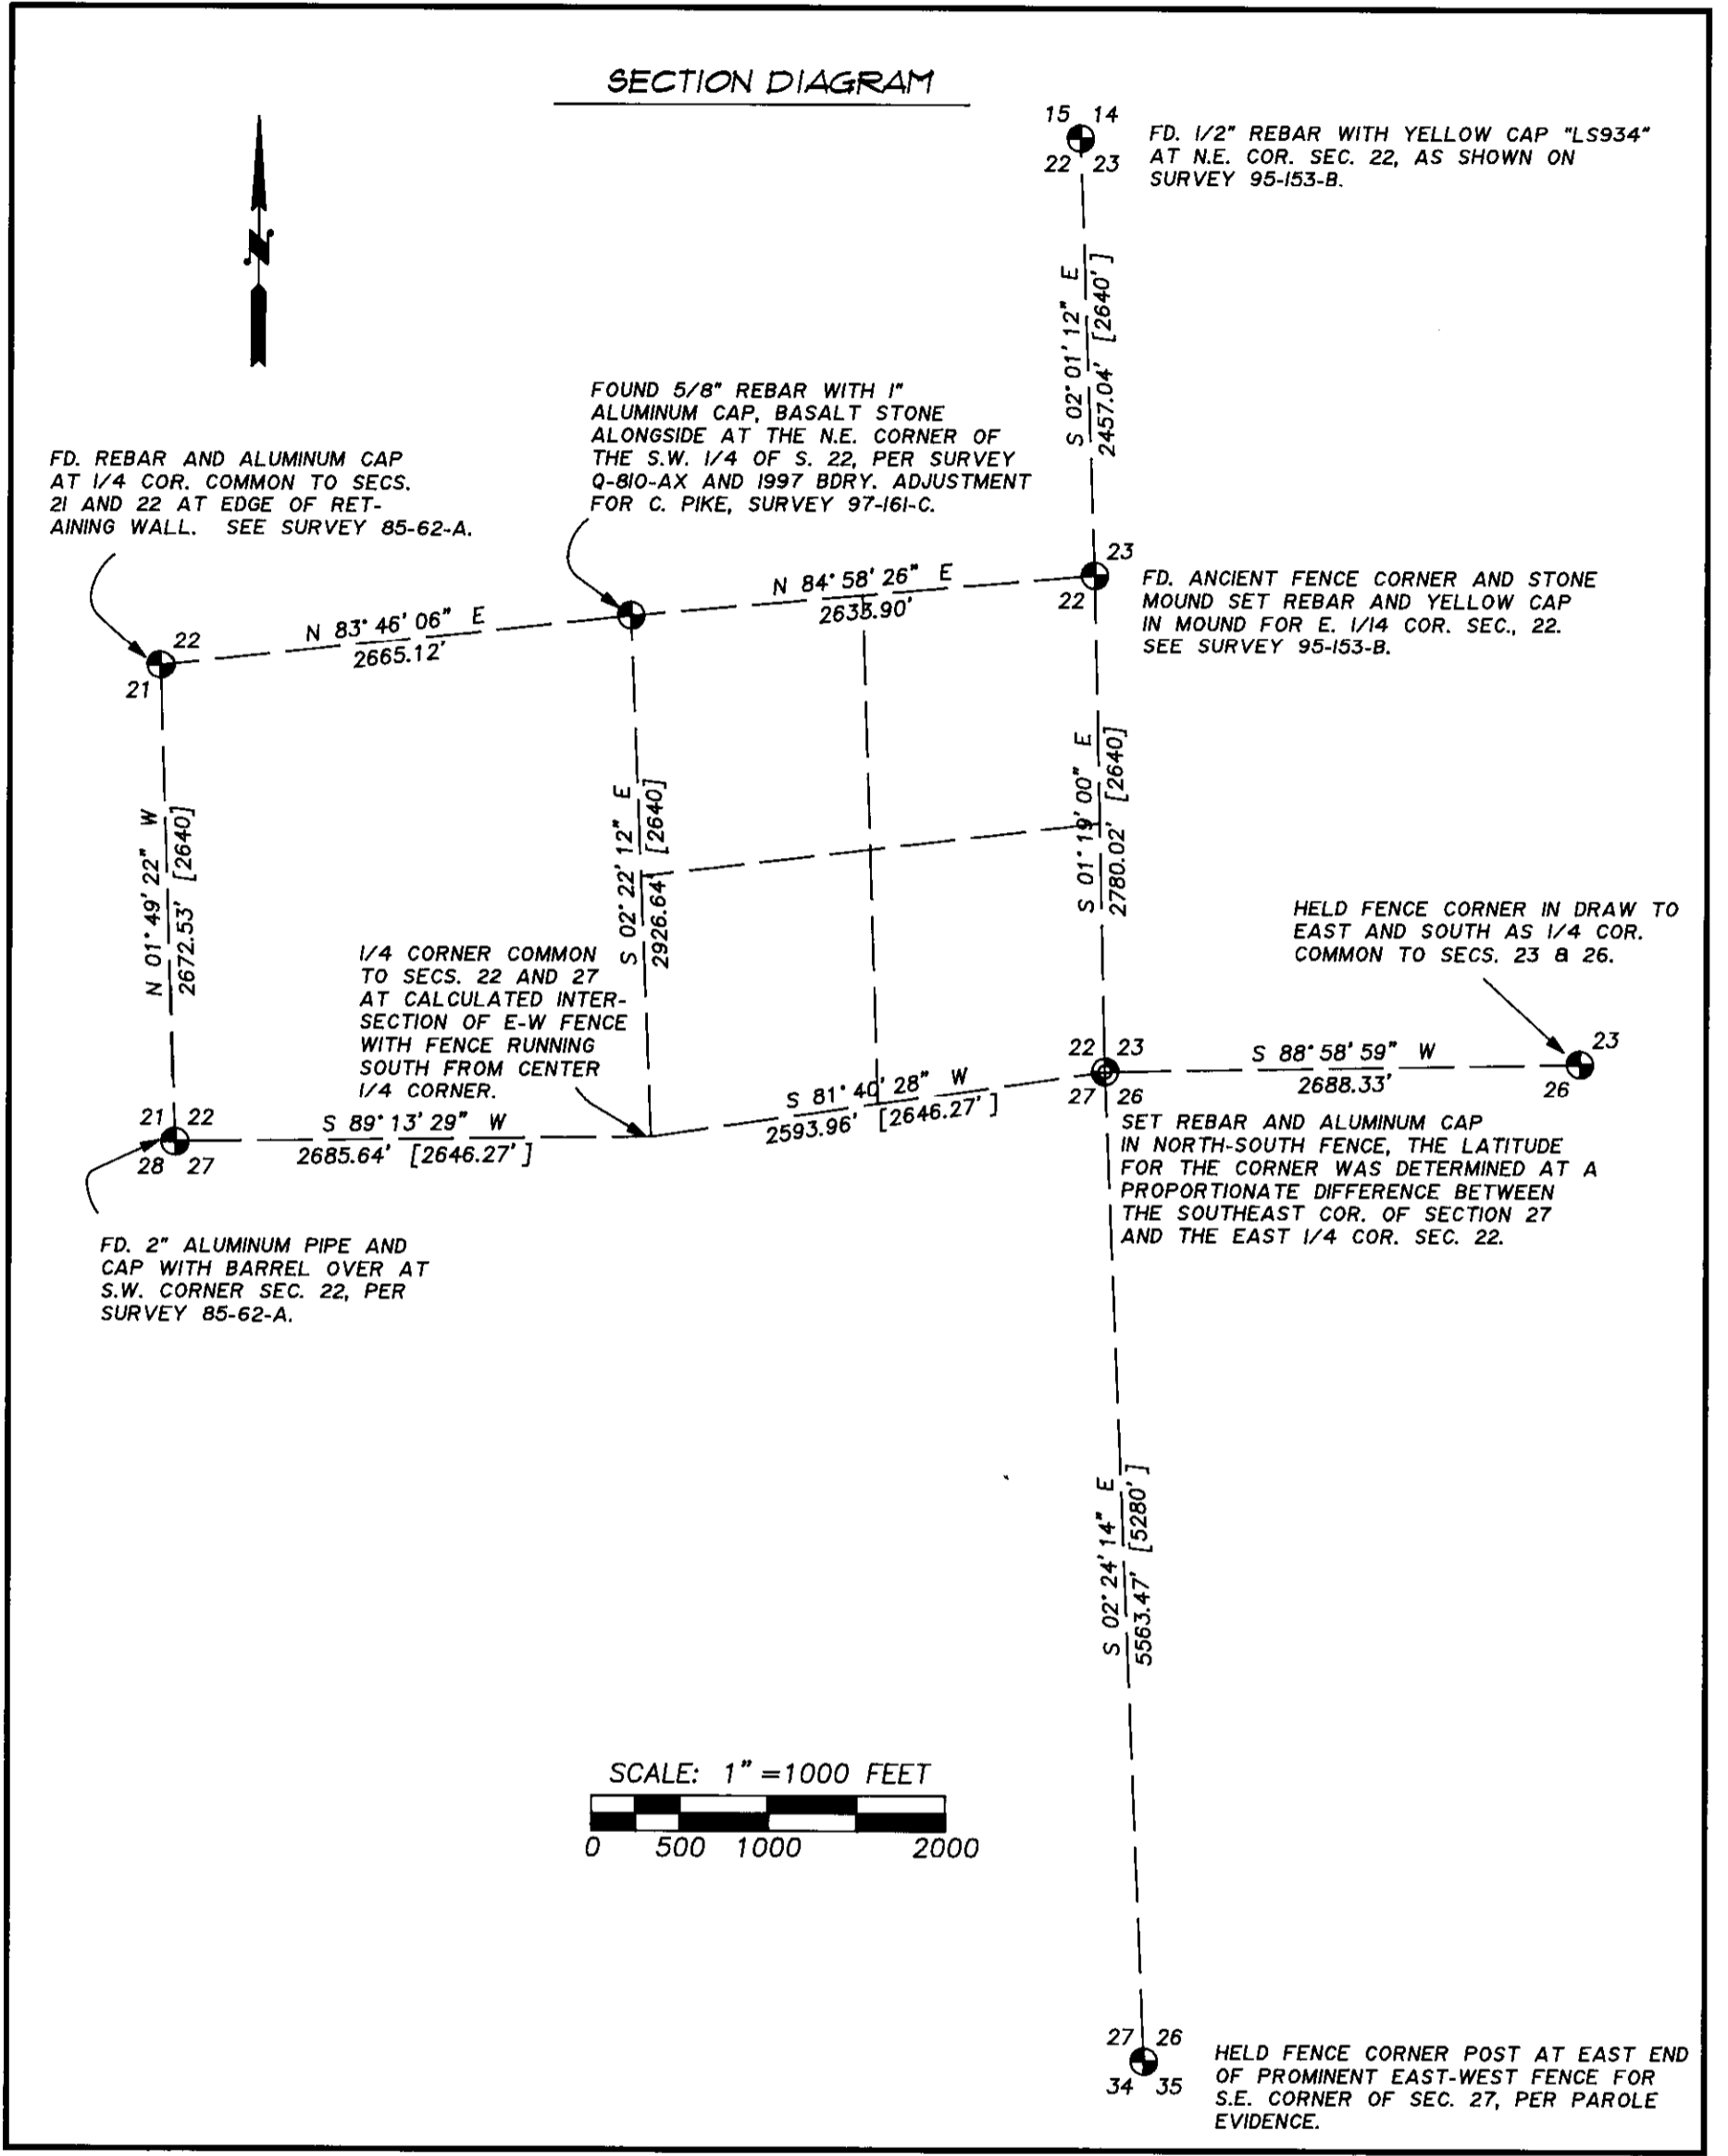 SECTION DIAGRAM
15 14
22 23
FD. 1/2" REBAR WITH YELLOW CAP "LS934"
AT N.E. COR. SEC. 22, AS SHOWN ON
SURVEY 95-153-B.
N
S 02° 01' 12" E
2457.04' [2640']
FOUND 5/8" REBAR WITH 1"
ALUMINUM CAP, BASALT STONE
ALONGSIDE AT THE N.E. CORNER OF
THE S.W. 1/4 OF S. 22, PER SURVEY
Q-810-AX AND 1997 BDRY. ADJUSTMENT
FOR C. PIKE, SURVEY 97-161-C.
FD. REBAR AND ALUMINUM CAP
AT 1/4 COR. COMMON TO SECS.
21 AND 22 AT EDGE OF RET-
AINING WALL. SEE SURVEY 85-62-A.
23
22
FD. ANCIENT FENCE CORNER AND STONE
MOUND SET REBAR AND YELLOW CAP
IN MOUND FOR E. 1/14 COR. SEC., 22.
SEE SURVEY 95-153-B.
N 84° 58' 26" E
2633.90'
N 83° 46' 06" E
2665.12'
22
21
N 01° 49' 22" W
2672.53' [2640]
S 02° 22' 12" E
2926.64' [2640]
S 01° 19' 00" E
2780.02' [2640]
HELD FENCE CORNER IN DRAW TO
EAST AND SOUTH AS 1/4 COR.
COMMON TO SECS. 23 & 26.
1/4 CORNER COMMON
TO SECS. 22 AND 27
AT CALCULATED INTER-
SECTION OF E-W FENCE
WITH FENCE RUNNING
SOUTH FROM CENTER
1/4 CORNER.
22 23
27 26
S 88° 58' 59" W
2688.33'
23
26
S 81° 40' 28" W
2593.96' [2646.27']
21 22
28 27
S 89° 13' 29" W
2685.64' [2646.27']
SET REBAR AND ALUMINUM CAP
IN NORTH-SOUTH FENCE, THE LATITUDE
FOR THE CORNER WAS DETERMINED AT A
PROPORTIONATE DIFFERENCE BETWEEN
THE SOUTHEAST COR. OF SECTION 27
AND THE EAST 1/4 COR. SEC. 22.
FD. 2" ALUMINUM PIPE AND
CAP WITH BARREL OVER AT
S.W. CORNER SEC. 22, PER
SURVEY 85-62-A.
S 02° 24' 14" E
5563.47' [5280']
SCALE: 1"=1000 FEET
0 500 1000 2000
27 26
34 35
HELD FENCE CORNER POST AT EAST END
OF PROMINENT EAST-WEST FENCE FOR
S.E. CORNER OF SEC. 27, PER PAROLE
EVIDENCE.